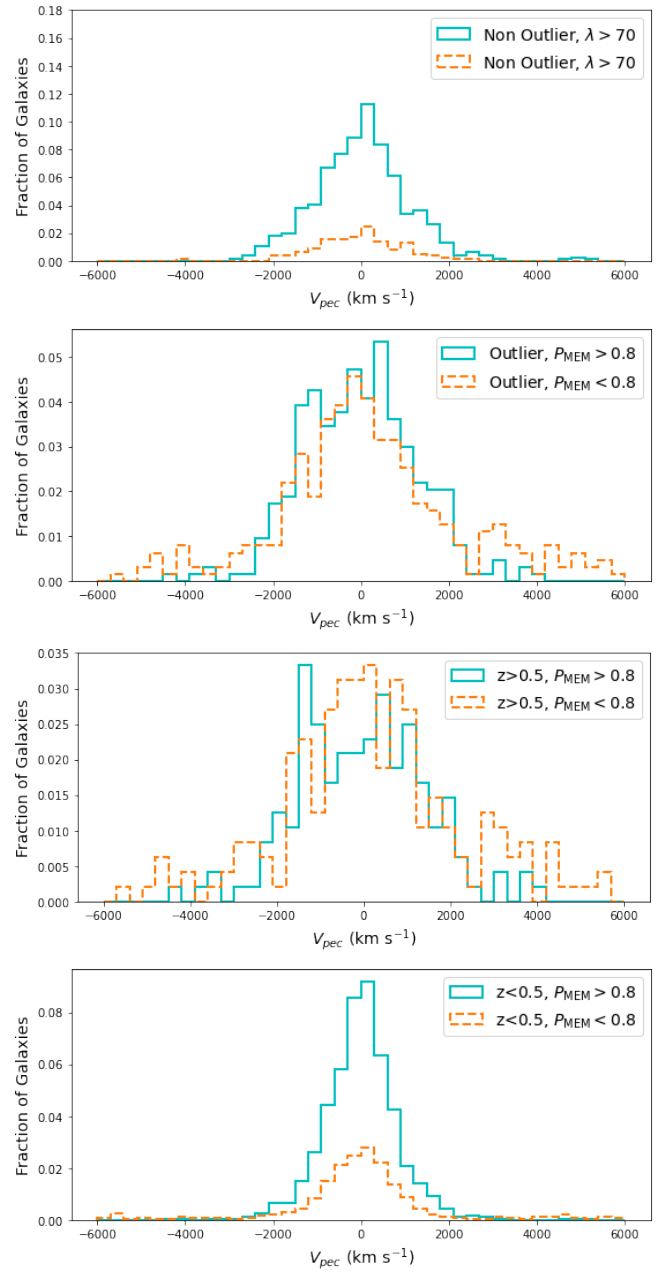 0.18
0.16
0.14
0.12
0.10
0.08
0.06
0.04
0.02
0.00
Fraction of Galaxies
Non Outlier, λ > 70
Non Outlier, λ > 70
−6000 −4000 −2000 0 2000 4000 6000
V_pec (km s⁻¹)
0.05
0.04
0.03
0.02
0.01
0.00
Fraction of Galaxies
Outlier, P_MEM > 0.8
Outlier, P_MEM < 0.8
−6000 −4000 −2000 0 2000 4000 6000
V_pec (km s⁻¹)
0.035
0.030
0.025
0.020
0.015
0.010
0.005
0.000
Fraction of Galaxies
z>0.5, P_MEM > 0.8
z>0.5, P_MEM < 0.8
−6000 −4000 −2000 0 2000 4000 6000
V_pec (km s⁻¹)
0.08
0.06
0.04
0.02
0.00
Fraction of Galaxies
z<0.5, P_MEM > 0.8
z<0.5, P_MEM < 0.8
−6000 −4000 −2000 0 2000 4000 6000
V_pec (km s⁻¹)